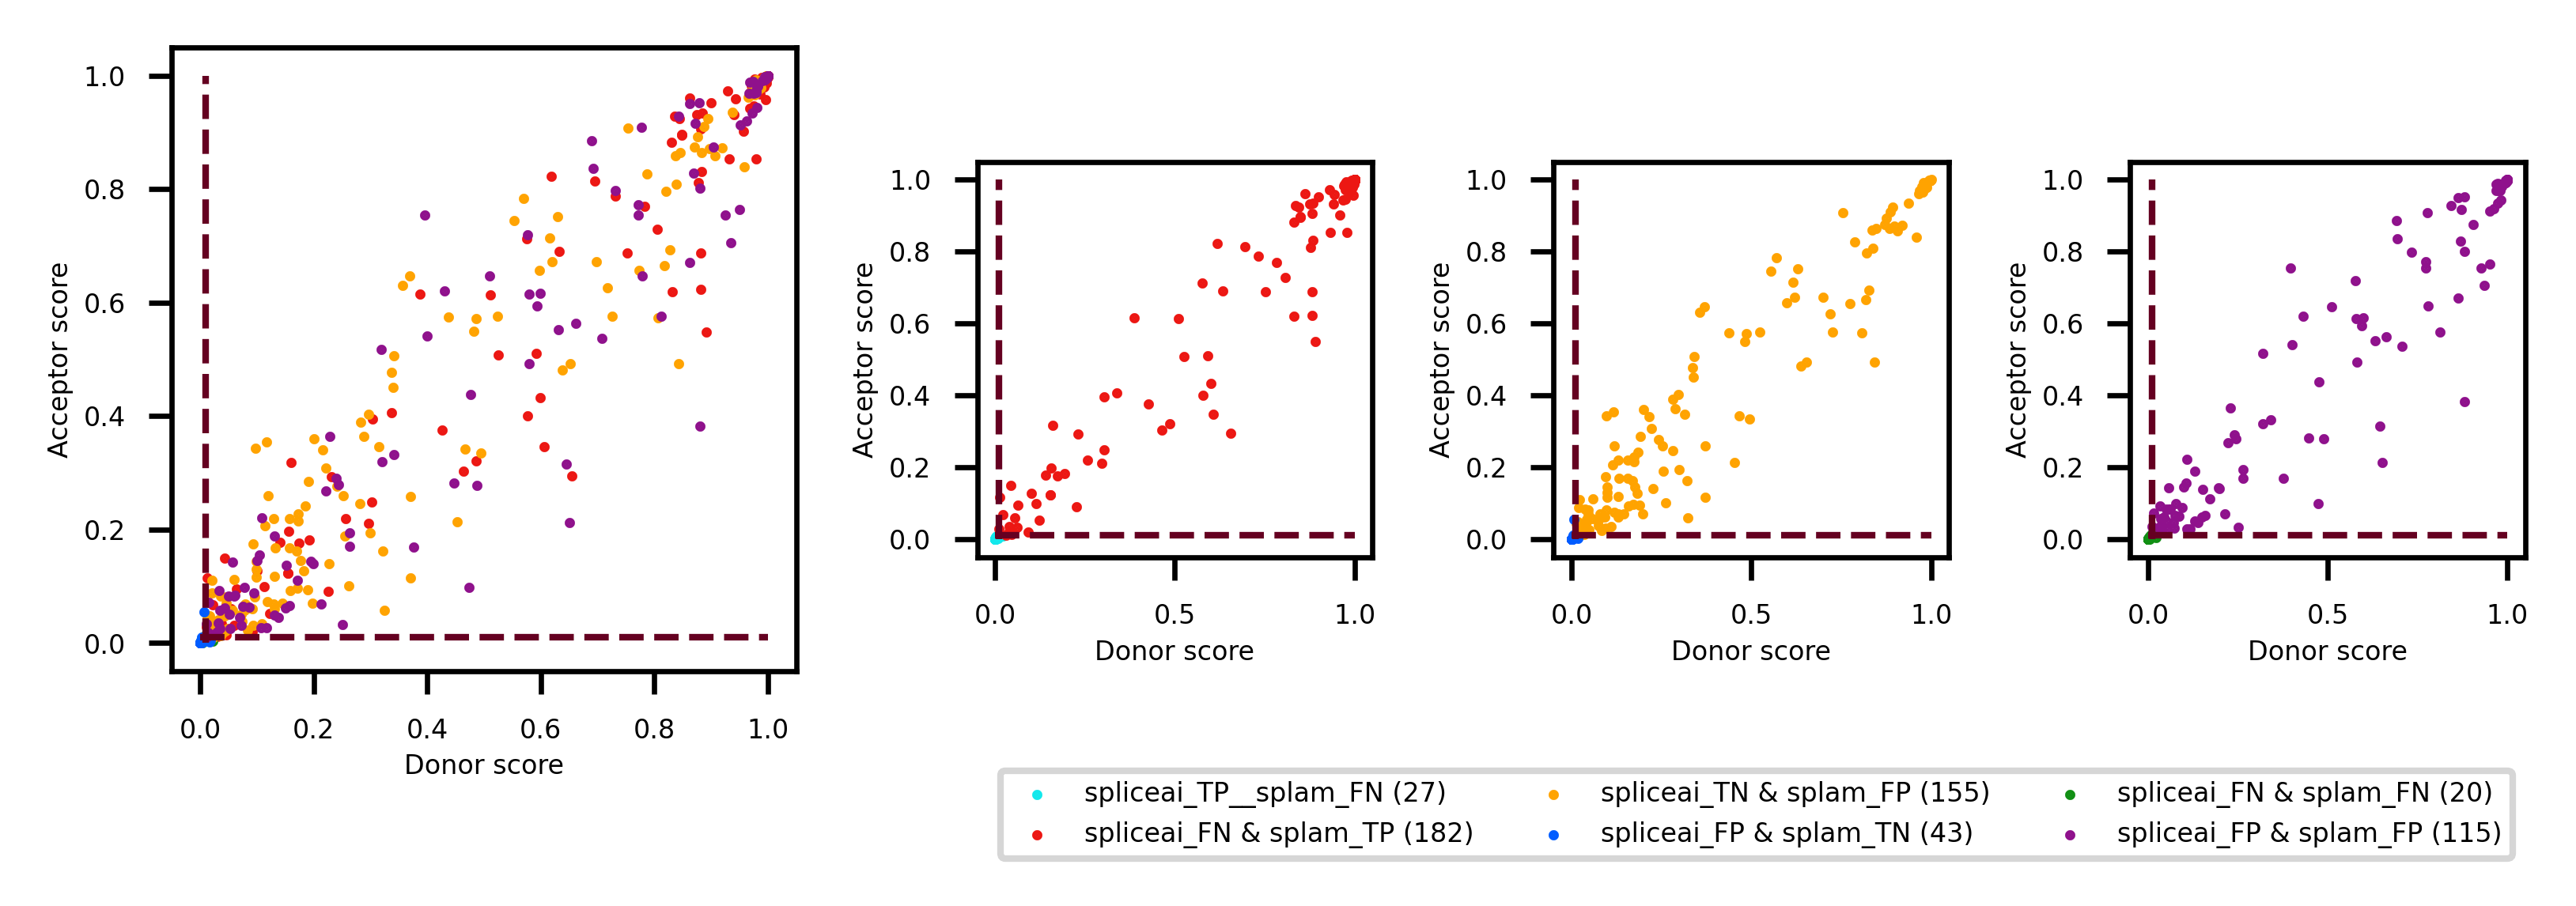 1.0
0.8
0.6
0.4
0.2
0.0
Acceptor score
0.0 0.2 0.4 0.6 0.8 1.0
Donor score
1.0
0.8
0.6
0.4
0.2
0.0
Acceptor score
0.0 0.5 1.0
Donor score
1.0
0.8
0.6
0.4
0.2
0.0
Acceptor score
0.0 0.5 1.0
Donor score
1.0
0.8
0.6
0.4
0.2
0.0
Acceptor score
0.0 0.5 1.0
Donor score
spliceai_TP__splam_FN (27)
spliceai_FN & splam_TP (182)
spliceai_TN & splam_FP (155)
spliceai_FP & splam_TN (43)
spliceai_FN & splam_FN (20)
spliceai_FP & splam_FP (115)